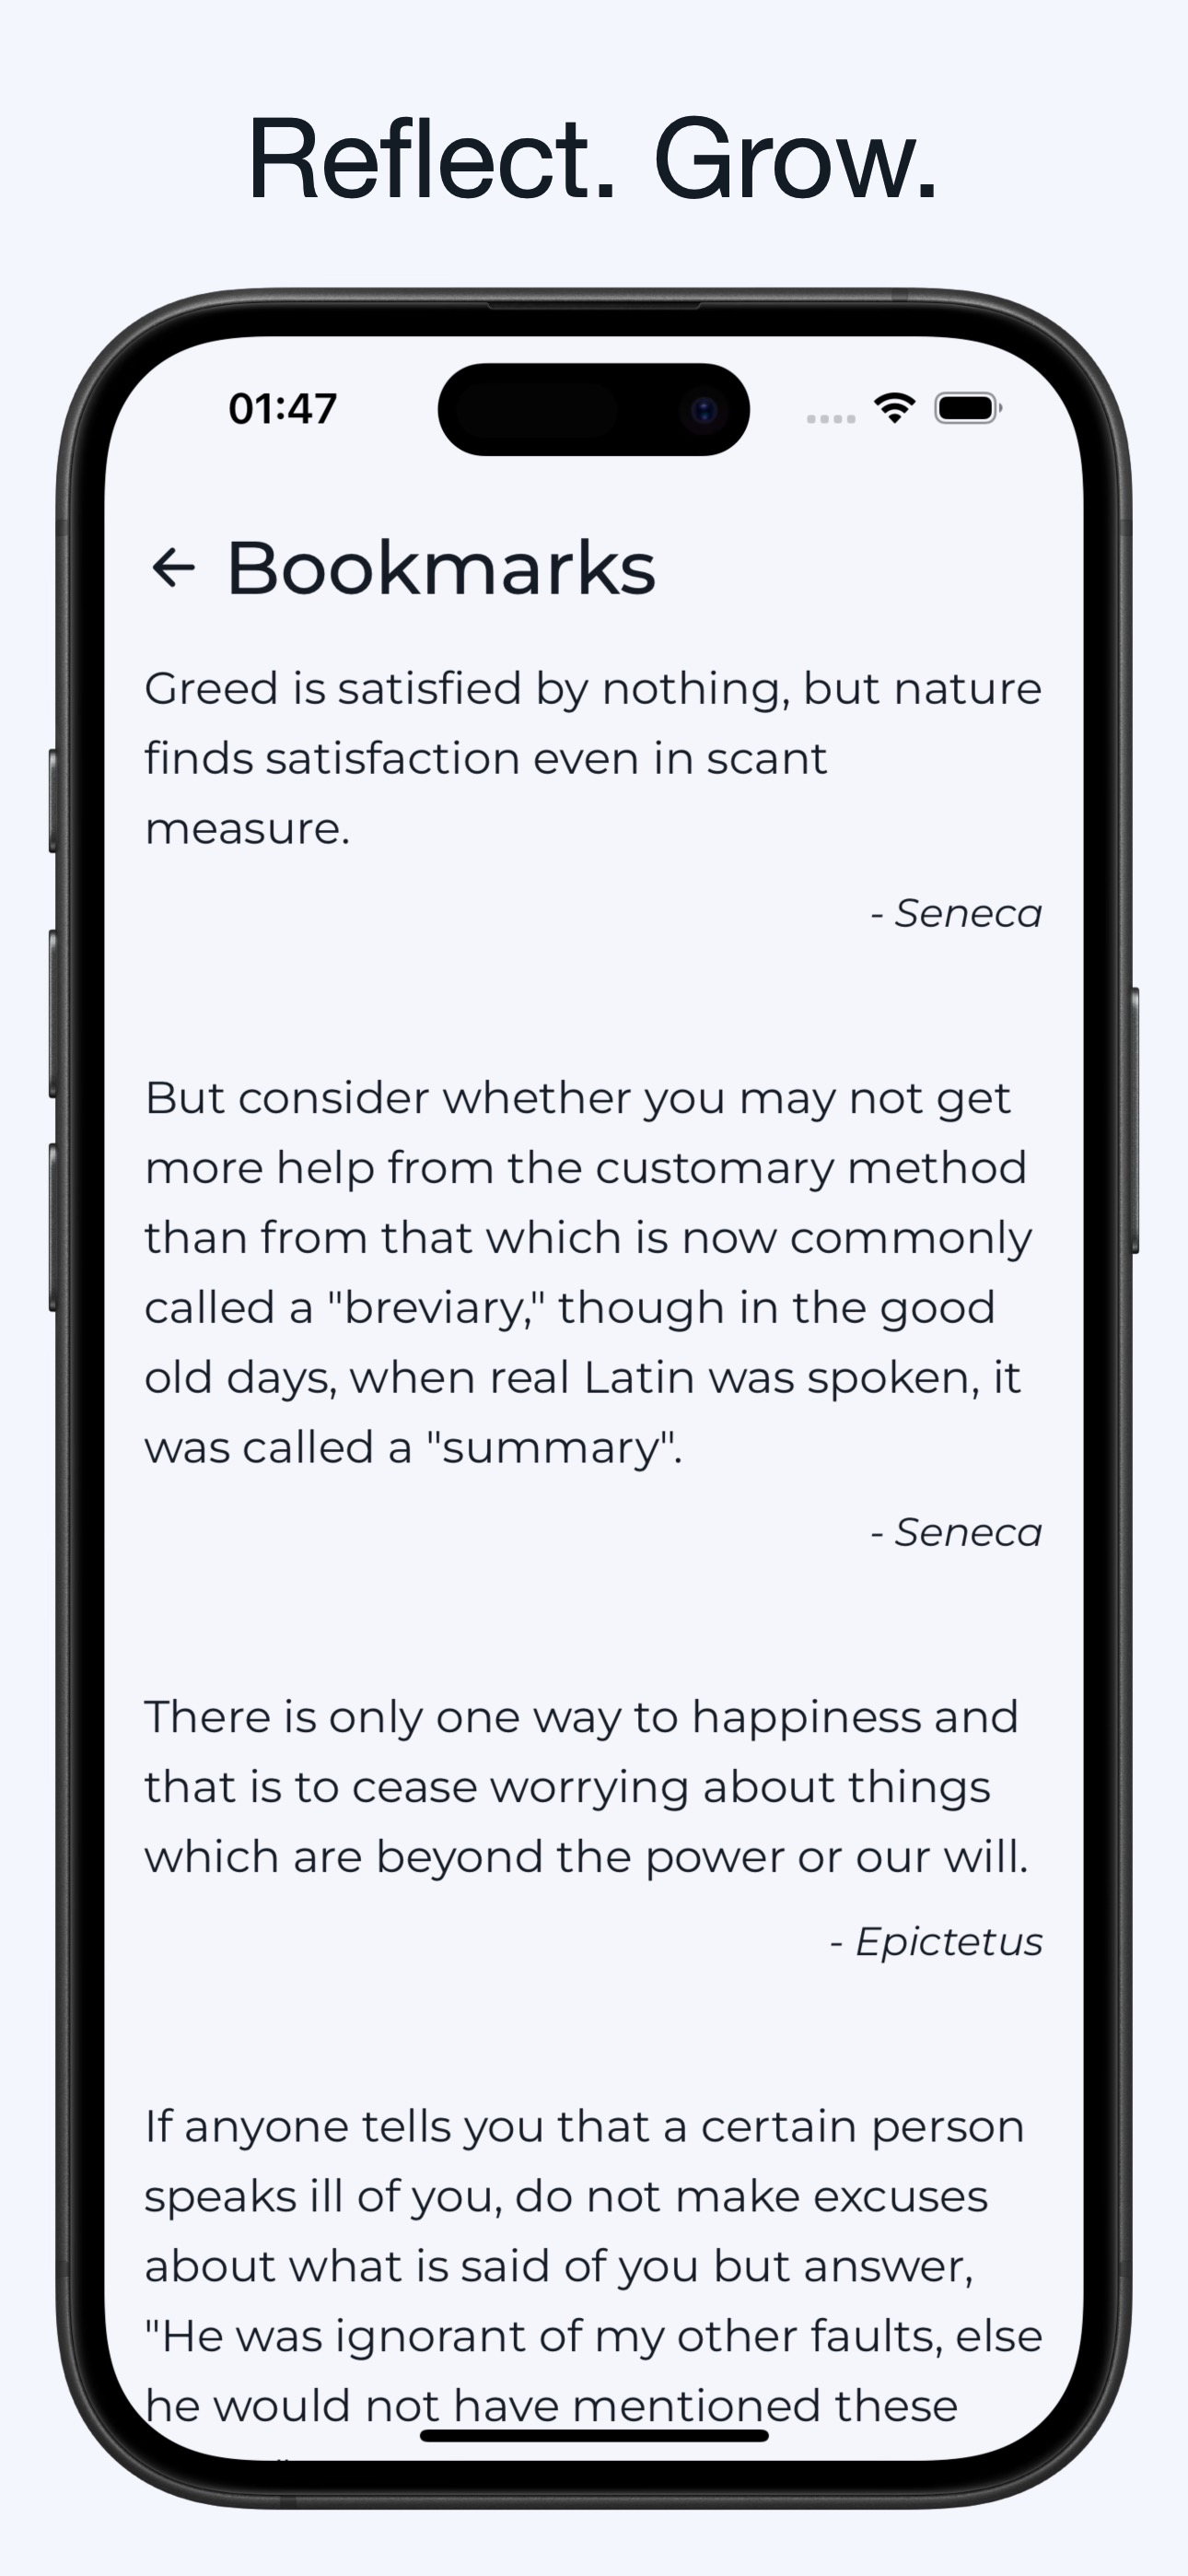 Reflect. Grow.
01:47
← Bookmarks
Greed is satisfied by nothing, but nature
finds satisfaction even in scant
measure.
- Seneca
But consider whether you may not get
more help from the customary method
than from that which is now commonly
called a "breviary," though in the good
old days, when real Latin was spoken, it
was called a "summary".
- Seneca
There is only one way to happiness and
that is to cease worrying about things
which are beyond the power or our will.
- Epictetus
If anyone tells you that a certain person
speaks ill of you, do not make excuses
about what is said of you but answer,
"He was ignorant of my other faults, else
he would not have mentioned these